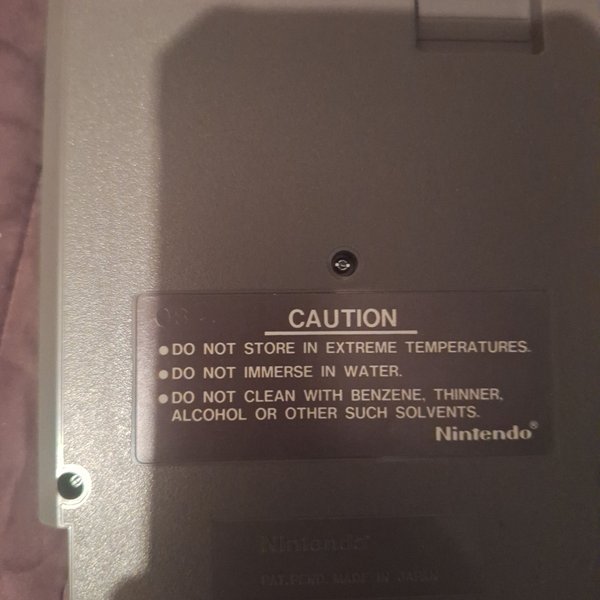 CAUTION
●DO NOT STORE IN EXTREME TEMPERATURES.
●DO NOT IMMERSE IN WATER.
●DO NOT CLEAN WITH BENZENE, THINNER,
ALCOHOL OR OTHER SUCH SOLVENTS.
Nintendo®
Nintendo®
PAT. PEND. MADE IN JAPAN